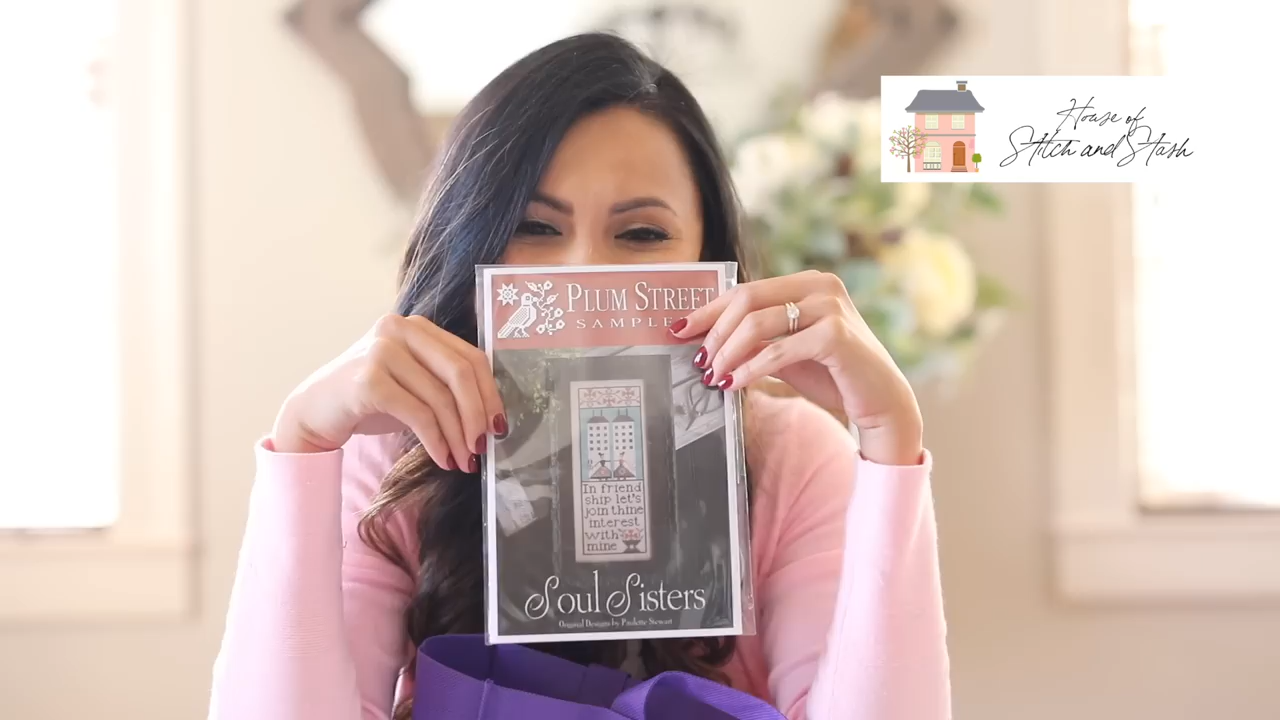 House of
Stitch and Stash
PLUM STREET
SAMPLE
In friend
ship let's
join thine
interest
with
mine
Soul Sisters
Original Designs by Paulette Stewart